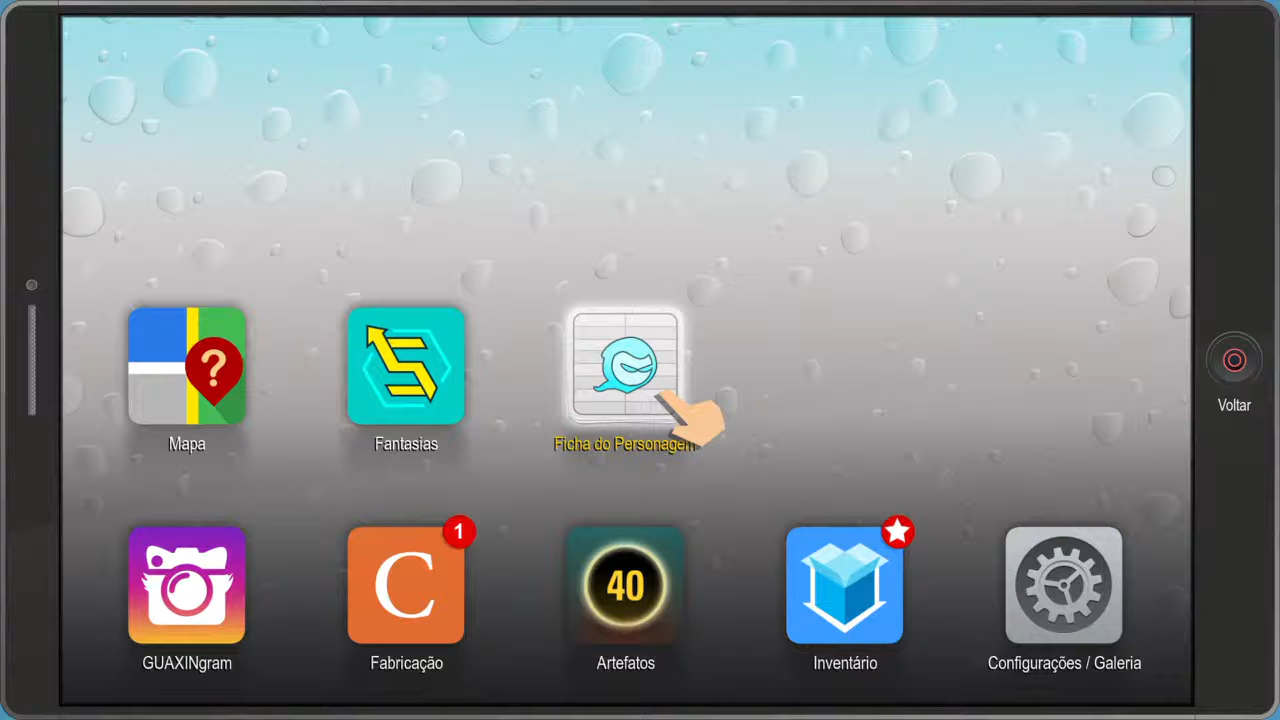 ?
Mapa
Fantasias
Ficha do Personagem
Voltar
GUAXINgram
1
C
Fabricação
40
Artefatos
Inventário
Configurações / Galeria